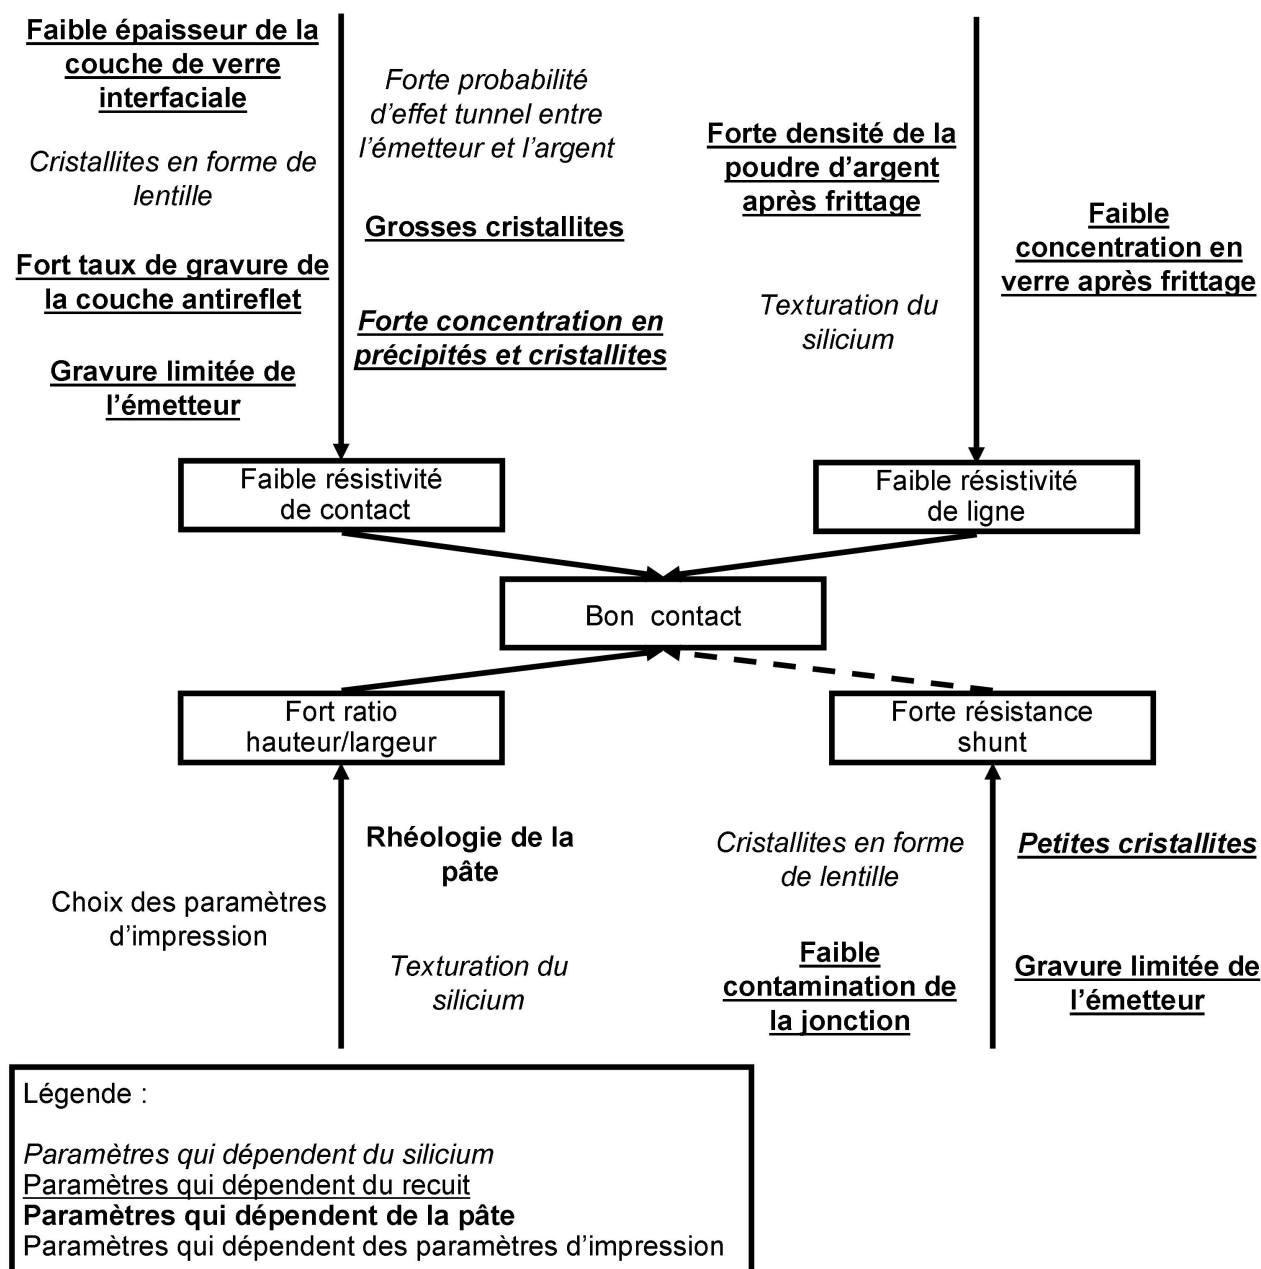 Faible épaisseur de la
couche de verre
interfaciale
Forte probabilité
d’effet tunnel entre
l’émetteur et l’argent
Cristallites en forme de
lentille
Grosses cristallites
Fort taux de gravure de
la couche antireflet
Forte concentration en
précipités et cristallites
Gravure limitée de
l’émetteur
Forte densité de la
poudre d’argent
après frittage
Faible
concentration en
verre après frittage
Texturation du
silicium
Faible résistivité
de contact
Faible résistivité
de ligne
Bon contact
Fort ratio
hauteur/largeur
Forte résistance
shunt
Rhéologie de la
pâte
Choix des paramètres
d’impression
Texturation du
silicium
Cristallites en forme
de lentille
Petites cristallites
Faible
contamination de
la jonction
Gravure limitée de
l’émetteur
Légende :
Paramètres qui dépendent du silicium
Paramètres qui dépendent du recuit
Paramètres qui dépendent de la pâte
Paramètres qui dépendent des paramètres d’impression